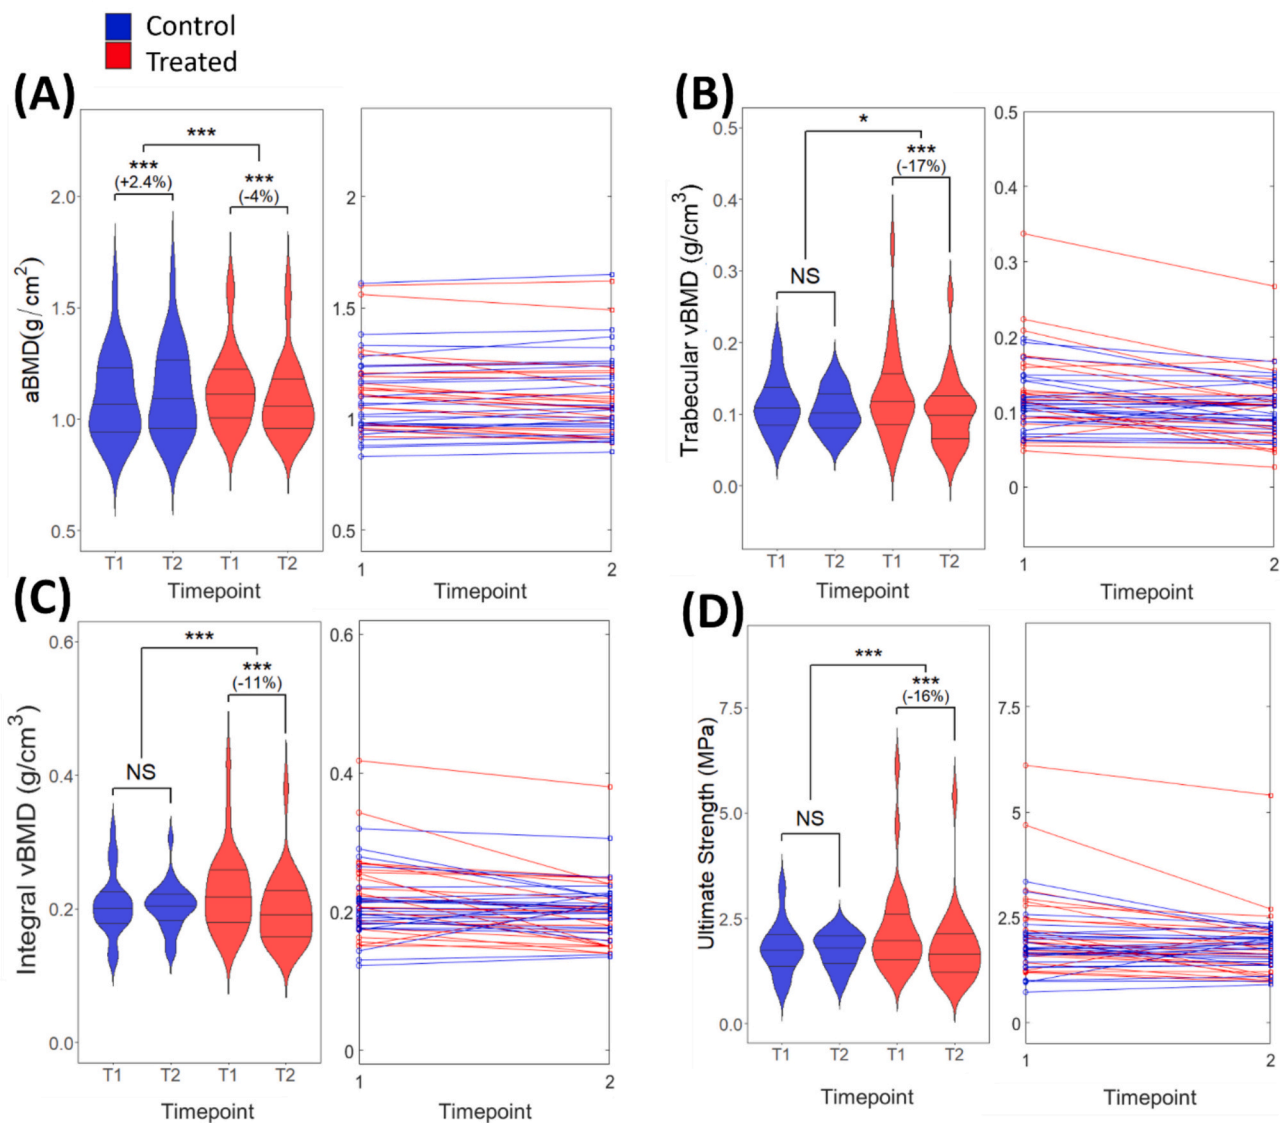 Control
Treated
(A)
aBMD(g/cm²)
2.0
1.5
1.0
0.5
***
***
(+2.4%)
***
(-4%)
T1 T2 T1 T2
Timepoint
2
1.5
1
0.5
1 2
Timepoint
(B)
Trabecular vBMD (g/cm³)
0.5
0.4
0.3
0.2
0.1
0.0
*
***
(-17%)
NS
T1 T2 T1 T2
Timepoint
0.5
0.4
0.3
0.2
0.1
0
1 2
Timepoint
(C)
Integral vBMD (g/cm³)
0.6
0.4
0.2
0.0
***
***
(-11%)
NS
T1 T2 T1 T2
Timepoint
0.6
0.4
0.2
0
1 2
Timepoint
(D)
Ultimate Strength (MPa)
7.5
5.0
2.5
0.0
***
***
(-16%)
NS
T1 T2 T1 T2
Timepoint
7.5
5
2.5
0
1 2
Timepoint